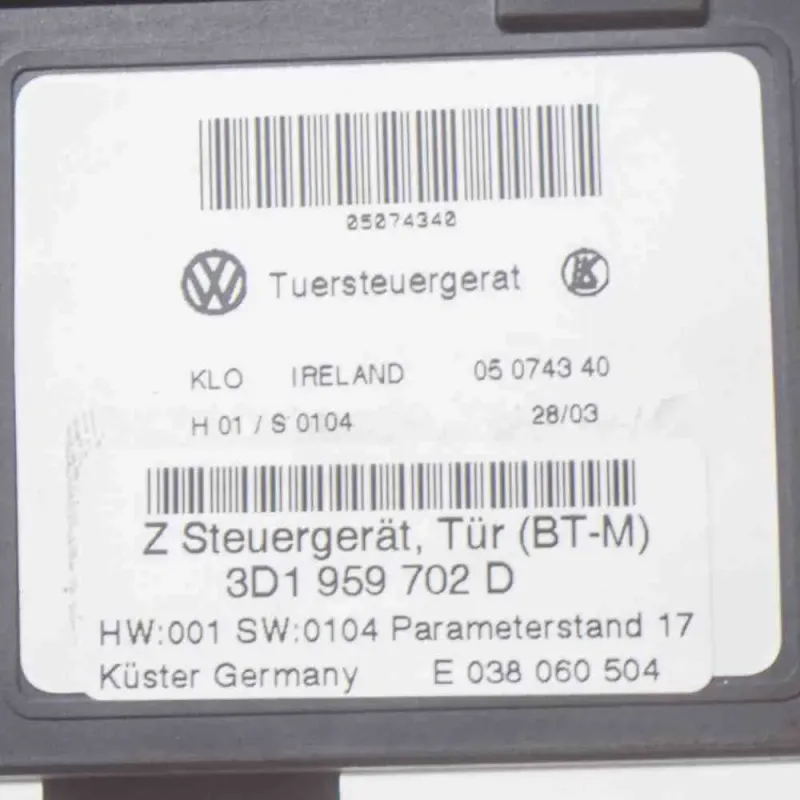 05074340
Tuersteuergerat
KLO IRELAND 05 0743 40
H 01 / S 0104 28/03
Z Steuergerät, Tür (BT-M)
3D1 959 702 D
HW:001 SW:0104 Parameterstand 17
Küster Germany E 038 060 504